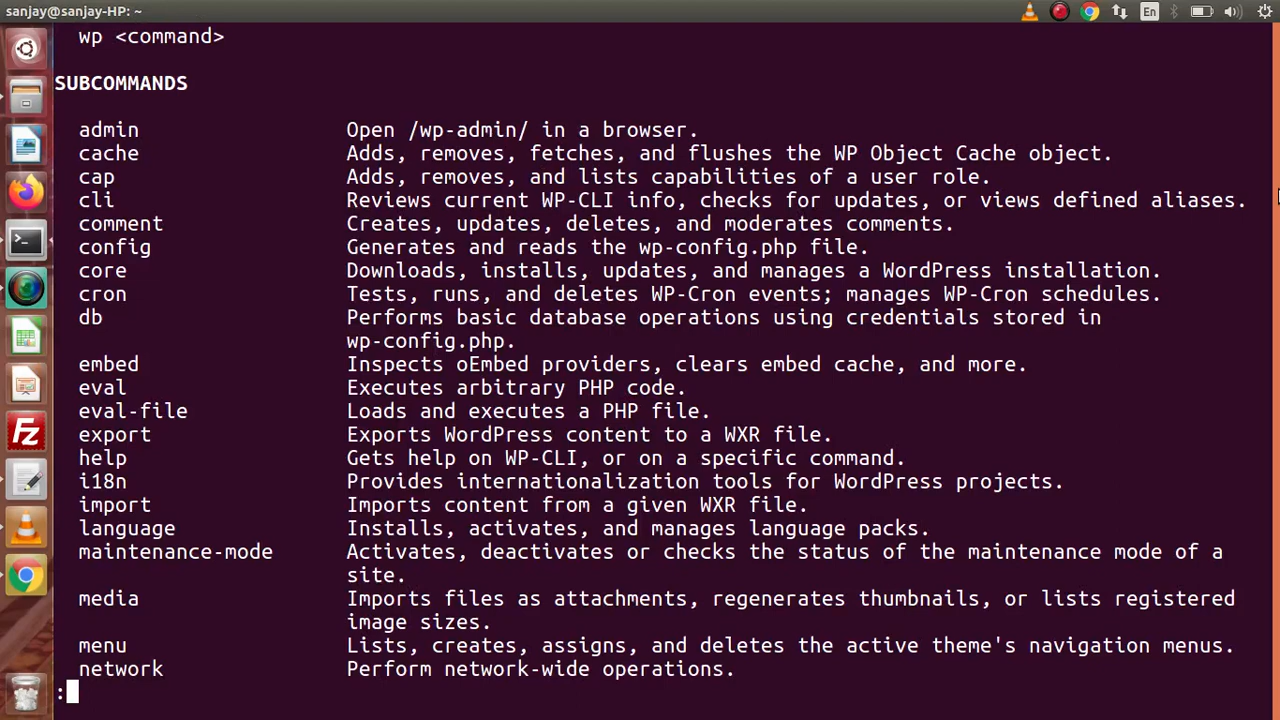 sanjay@sanjay-HP: ~
En
wp <command>
SUBCOMMANDS
admin Open /wp-admin/ in a browser.
cache Adds, removes, fetches, and flushes the WP Object Cache object.
cap Adds, removes, and lists capabilities of a user role.
cli Reviews current WP-CLI info, checks for updates, or views defined aliases.
comment Creates, updates, deletes, and moderates comments.
config Generates and reads the wp-config.php file.
core Downloads, installs, updates, and manages a WordPress installation.
cron Tests, runs, and deletes WP-Cron events; manages WP-Cron schedules.
db Performs basic database operations using credentials stored in
wp-config.php.
embed Inspects oEmbed providers, clears embed cache, and more.
eval Executes arbitrary PHP code.
eval-file Loads and executes a PHP file.
export Exports WordPress content to a WXR file.
help Gets help on WP-CLI, or on a specific command.
i18n Provides internationalization tools for WordPress projects.
import Imports content from a given WXR file.
language Installs, activates, and manages language packs.
maintenance-mode Activates, deactivates or checks the status of the maintenance mode of a
site.
media Imports files as attachments, regenerates thumbnails, or lists registered
image sizes.
menu Lists, creates, assigns, and deletes the active theme's navigation menus.
network Perform network-wide operations.
:
Fz